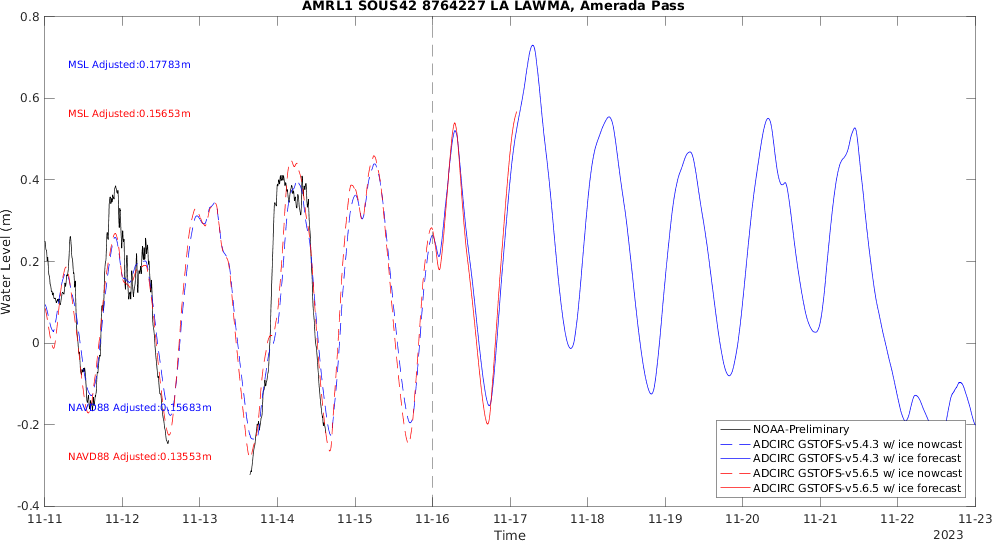 AMRL1 SOUS42 8764227 LA LAWMA, Amerada Pass
0.8
0.6
0.4
0.2
0
-0.2
-0.4
Water Level (m)
MSL Adjusted:0.17783m
MSL Adjusted:0.15653m
NAVD88 Adjusted:0.15683m
NAVD88 Adjusted:0.13553m
NOAA-Preliminary
ADCIRC GSTOFS-v5.4.3 w/ ice nowcast
ADCIRC GSTOFS-v5.4.3 w/ ice forecast
ADCIRC GSTOFS-v5.6.5 w/ ice nowcast
ADCIRC GSTOFS-v5.6.5 w/ ice forecast
11-11 11-12 11-13 11-14 11-15 11-16 11-17 11-18 11-19 11-20 11-21 11-22 11-23
Time
2023